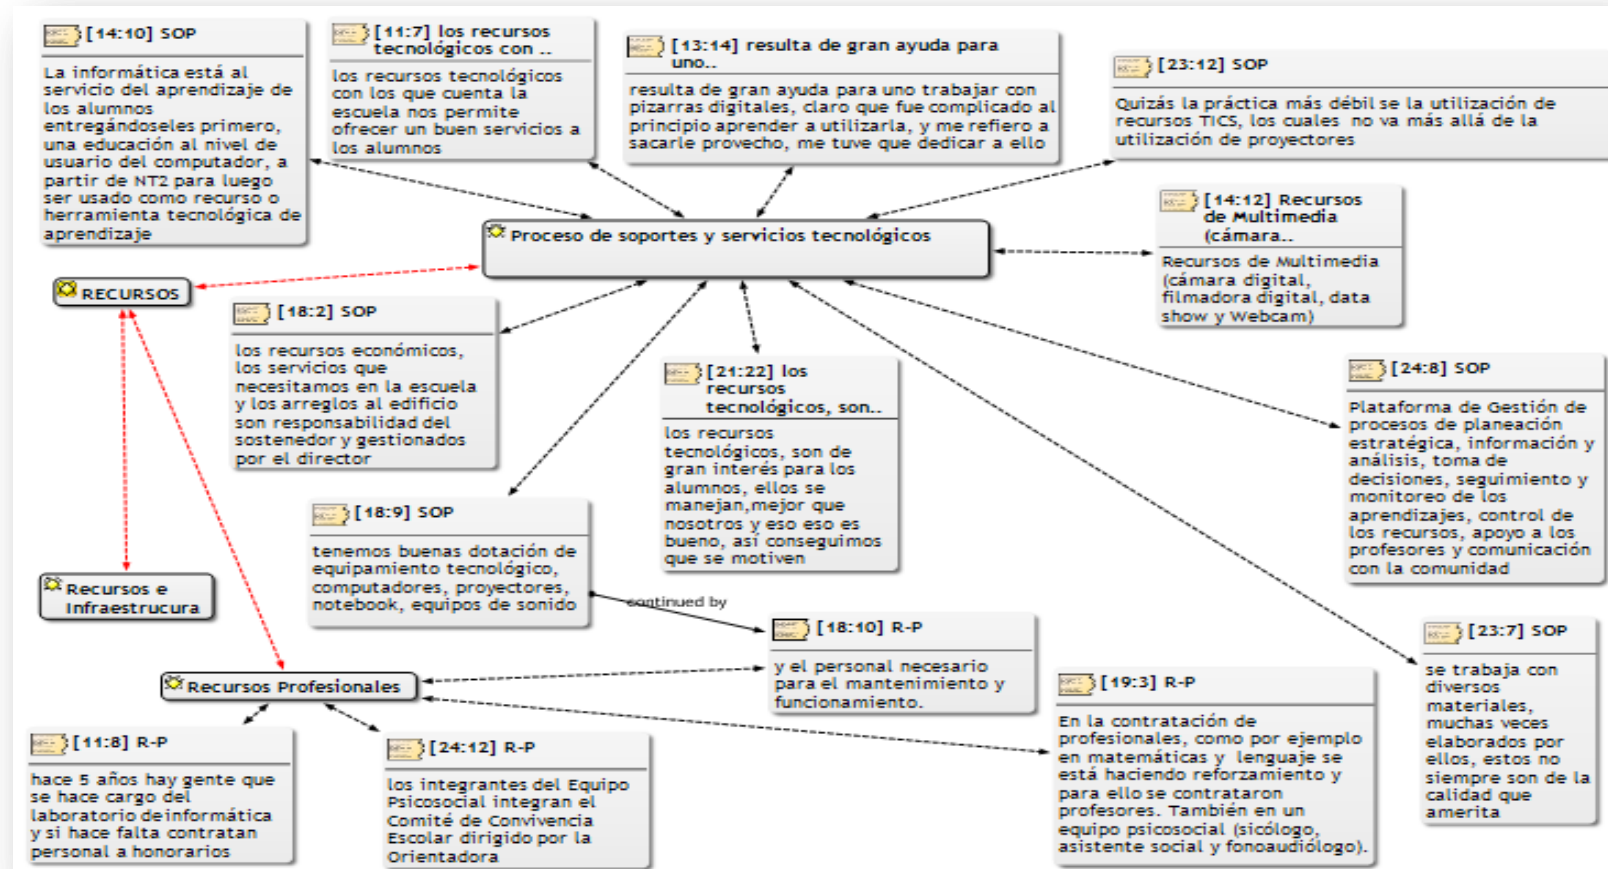 [14:10] SOP
La informática está al
servicio del aprendizaje de
los alumnos
entregándoseles primero,
una educación al nivel de
usuario del computador, a
partir de NT2 para luego
ser usado como recurso o
herramienta tecnológica de
aprendizaje
[11:7] los recursos
tecnológicos con ..
los recursos tecnológicos
con los que cuenta la
escuela nos permite
ofrecer un buen servicios a
los alumnos
[13:14] resulta de gran ayuda para
uno..
resulta de gran ayuda para uno trabajar con
pizarras digitales, claro que fue complicado al
principio aprender a utilizarla, y me refiero a
sacarle provecho, me tuve que dedicar a ello
[23:12] SOP
Quizás la práctica más débil se la utilización de
recursos TICS, los cuales no va más allá de la
utilización de proyectores
Proceso de soportes y servicios tecnológicos
[14:12] Recursos
de Multimedia
(cámara..
Recursos de Multimedia
(cámara digital,
filmadora digital, data
show y Webcam)
RECURSOS
[18:2] SOP
los recursos económicos,
los servicios que
necesitamos en la escuela
y los arreglos al edificio
son responsabilidad del
sostenedor y gestionados
por el director
[21:22] los
recursos
tecnológicos, son..
los recursos
tecnológicos, son de
gran interés para los
alumnos, ellos se
manejan,mejor que
nosotros y eso eso es
bueno, así conseguimos
que se motiven
[24:8] SOP
Plataforma de Gestión de
procesos de planeación
estratégica, información y
análisis, toma de
decisiones, seguimiento y
monitoreo de los
aprendizajes, control de
los recursos, apoyo a los
profesores y comunicación
con la comunidad
[18:9] SOP
tenemos buenas dotación de
equipamiento tecnológico,
computadores, proyectores,
notebook, equipos de sonido
continued by
Recursos e
Infraestrucura
[18:10] R-P
y el personal necesario
para el mantenimiento y
funcionamiento.
[23:7] SOP
se trabaja con
diversos
materiales,
muchas veces
elaborados por
ellos, estos no
siempre son de la
calidad que
amerita
Recursos Profesionales
[19:3] R-P
En la contratación de
profesionales, como por ejemplo
en matemáticas y lenguaje se
está haciendo reforzamiento y
para ello se contrataron
profesores. También en un
equipo psicosocial (sicólogo,
asistente social y fonoaudiólogo).
[11:8] R-P
hace 5 años hay gente que
se hace cargo del
laboratorio deinformática
y si hace falta contratan
personal a honorarios
[24:12] R-P
los integrantes del Equipo
Psicosocial integran el
Comité de Convivencia
Escolar dirigido por la
Orientadora